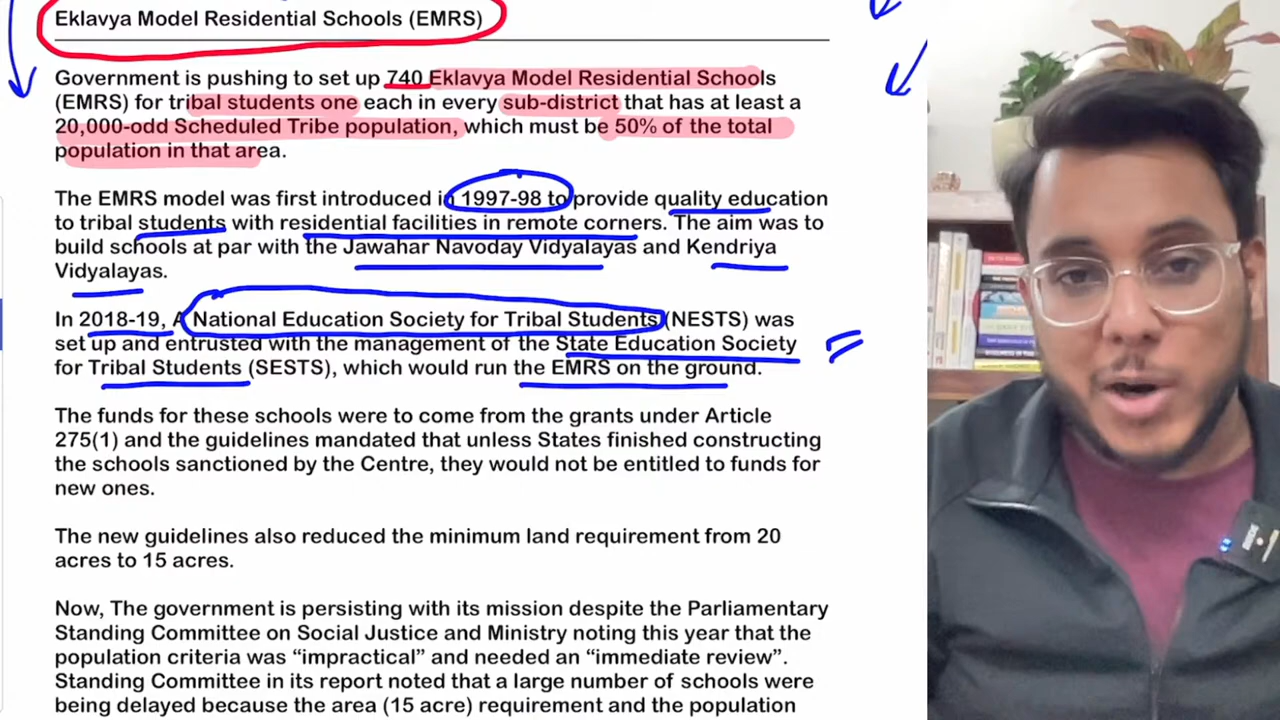 Eklavya Model Residential Schools (EMRS)
Government is pushing to set up 740 Eklavya Model Residential Schools
(EMRS) for tribal students one each in every sub-district that has at least a
20,000-odd Scheduled Tribe population, which must be 50% of the total
population in that area.
The EMRS model was first introduced in 1997-98 to provide quality education
to tribal students with residential facilities in remote corners. The aim was to
build schools at par with the Jawahar Navoday Vidyalayas and Kendriya
Vidyalayas.
In 2018-19, A National Education Society for Tribal Students (NESTS) was
set up and entrusted with the management of the State Education Society
for Tribal Students (SESTS), which would run the EMRS on the ground.
The funds for these schools were to come from the grants under Article
275(1) and the guidelines mandated that unless States finished constructing
the schools sanctioned by the Centre, they would not be entitled to funds for
new ones.
The new guidelines also reduced the minimum land requirement from 20
acres to 15 acres.
Now, The government is persisting with its mission despite the Parliamentary
Standing Committee on Social Justice and Ministry noting this year that the
population criteria was “impractical” and needed an “immediate review”.
Standing Committee in its report noted that a large number of schools were
being delayed because the area (15 acre) requirement and the population